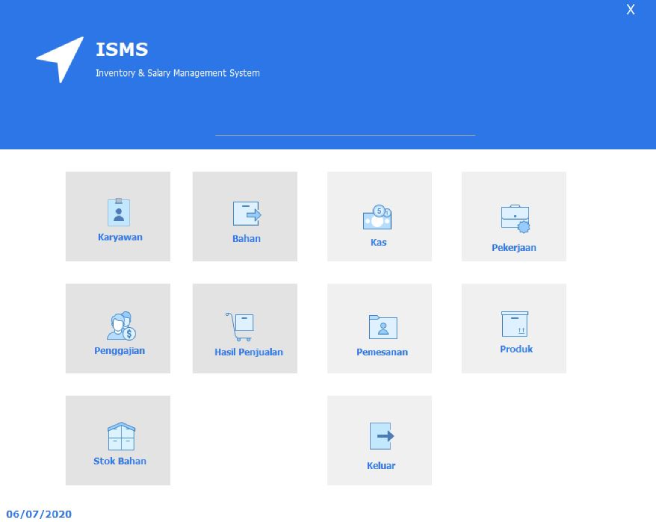 X
ISMS
Inventory & Salary Management System
Karyawan
Bahan
Kas
Pekerjaan
Penggajian
Hasil Penjualan
Pemesanan
Produk
Stok Bahan
Keluar
06/07/2020